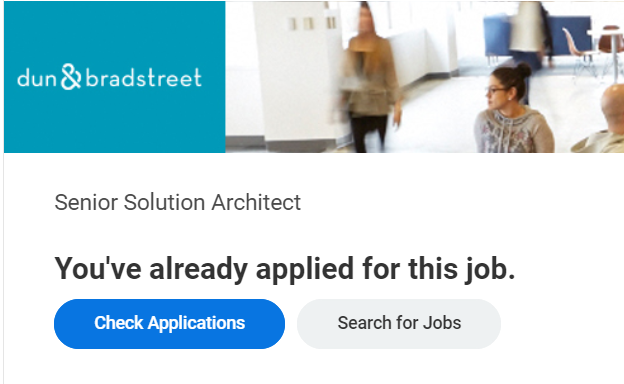 dun&bradstreet
Senior Solution Architect
You've already applied for this job.
Check Applications
Search for Jobs